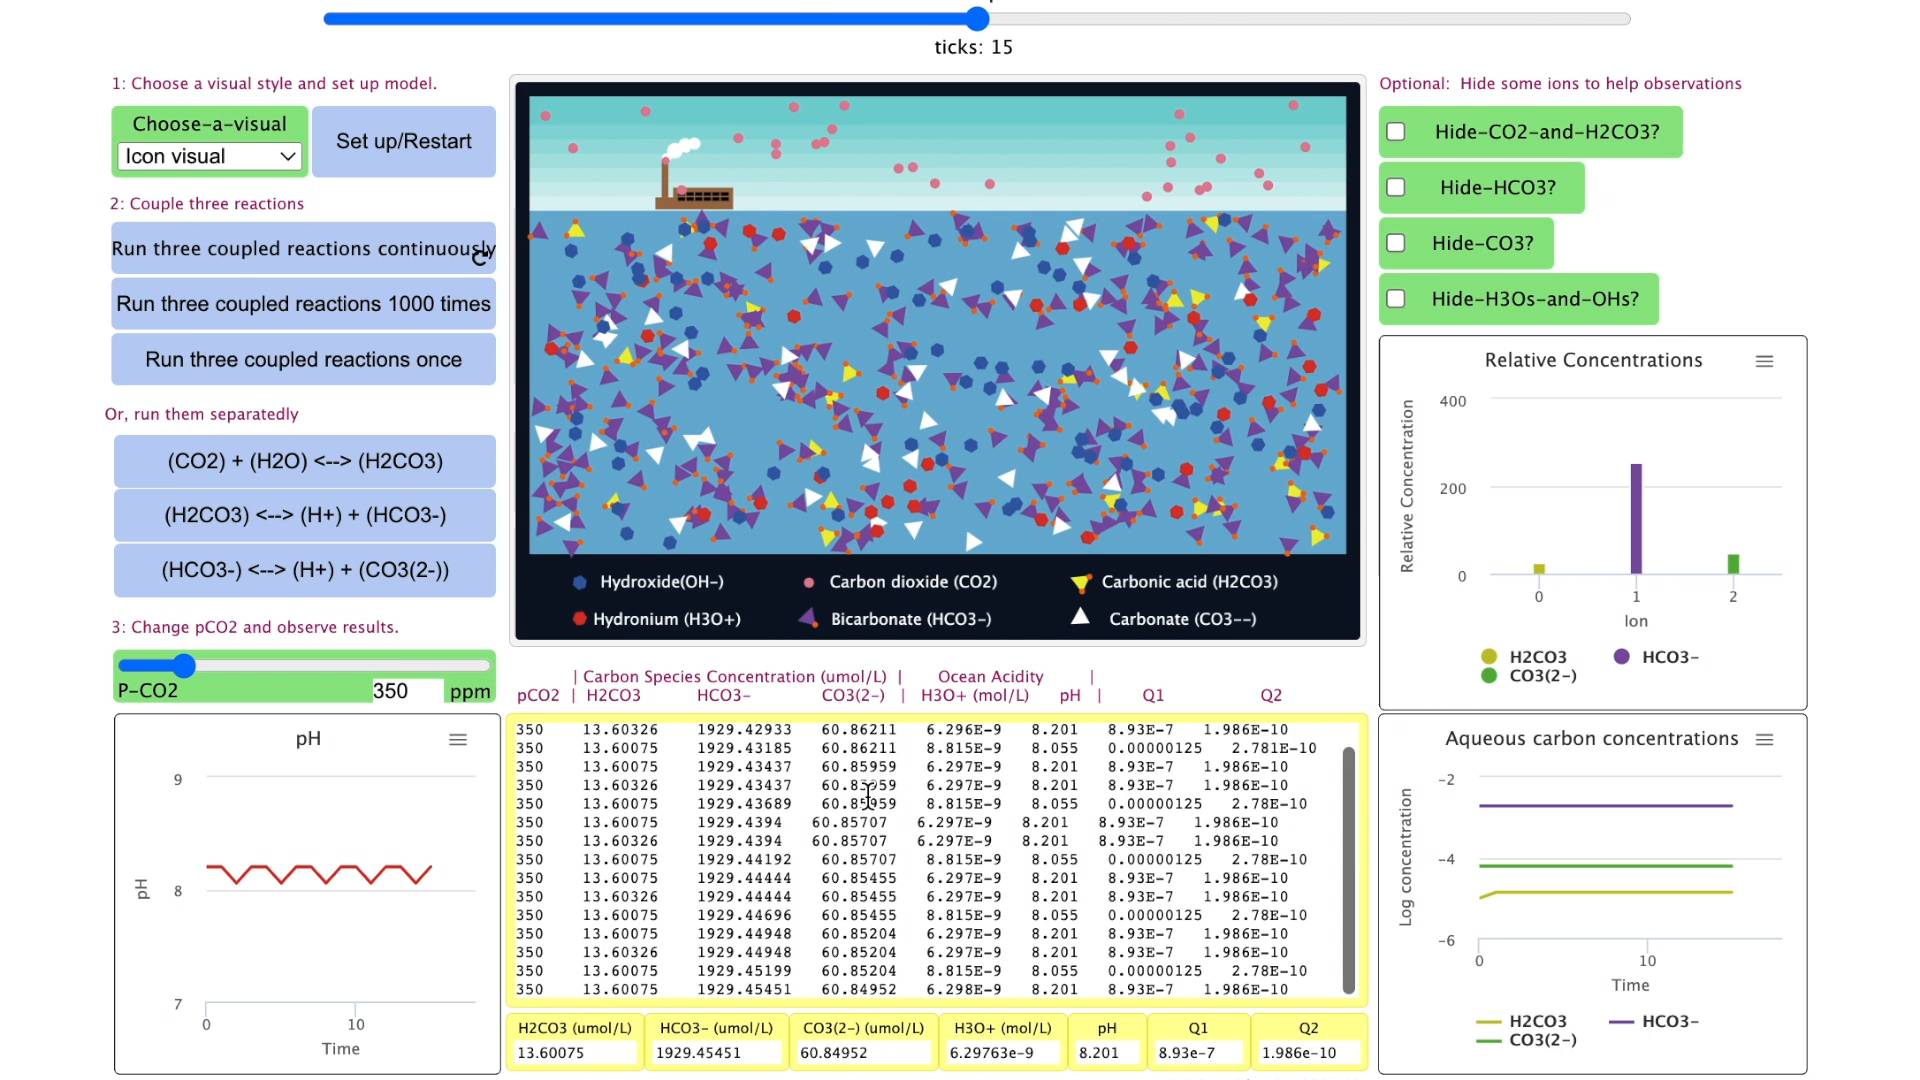 ticks: 15
1: Choose a visual style and set up model.
Choose-a-visual
Icon visual
Set up/Restart
2: Couple three reactions
Run three coupled reactions continuously
Run three coupled reactions 1000 times
Run three coupled reactions once
Or, run them separatedly
(CO2) + (H2O) <--> (H2CO3)
(H2CO3) <--> (H+) + (HCO3-)
(HCO3-) <--> (H+) + (CO3(2-))
3: Change pCO2 and observe results.
P-CO2 350 ppm
pH
9
8
7
pH
0 10
Time
Hydroxide(OH-) Carbon dioxide (CO2) Carbonic acid (H2CO3)
Hydronium (H3O+) Bicarbonate (HCO3-) Carbonate (CO3--)
| Carbon Species Concentration (umol/L) | Ocean Acidity |
pCO2 | H2CO3 HCO3- CO3(2-) | H3O+ (mol/L) pH | Q1 Q2
350 13.60326 1929.42933 60.86211 6.296E-9 8.201 8.93E-7 1.986E-10
350 13.60075 1929.43185 60.86211 8.815E-9 8.055 0.00000125 2.781E-10
350 13.60075 1929.43437 60.85959 6.297E-9 8.201 8.93E-7 1.986E-10
350 13.60326 1929.43437 60.85959 6.297E-9 8.201 8.93E-7 1.986E-10
350 13.60075 1929.43689 60.85959 8.815E-9 8.055 0.00000125 2.78E-10
350 13.60075 1929.4394 60.85707 6.297E-9 8.201 8.93E-7 1.986E-10
350 13.60326 1929.4394 60.85707 6.297E-9 8.201 8.93E-7 1.986E-10
350 13.60075 1929.44192 60.85707 8.815E-9 8.055 0.00000125 2.78E-10
350 13.60075 1929.44444 60.85455 6.297E-9 8.201 8.93E-7 1.986E-10
350 13.60326 1929.44444 60.85455 6.297E-9 8.201 8.93E-7 1.986E-10
350 13.60075 1929.44696 60.85455 8.815E-9 8.055 0.00000125 2.78E-10
350 13.60075 1929.44948 60.85204 6.297E-9 8.201 8.93E-7 1.986E-10
350 13.60326 1929.44948 60.85204 6.297E-9 8.201 8.93E-7 1.986E-10
350 13.60075 1929.45199 60.85204 8.815E-9 8.055 0.00000125 2.78E-10
350 13.60075 1929.45451 60.84952 6.298E-9 8.201 8.93E-7 1.986E-10
H2CO3 (umol/L) HCO3- (umol/L) CO3(2-) (umol/L) H3O+ (mol/L) pH Q1 Q2
13.60075 1929.45451 60.84952 6.29763e-9 8.201 8.93e-7 1.986e-10
Optional: Hide some ions to help observations
Hide-CO2-and-H2CO3?
Hide-HCO3?
Hide-CO3?
Hide-H3Os-and-OHs?
Relative Concentrations
400
200
0
Relative Concentration
0 1 2
Ion
H2CO3 HCO3-
CO3(2-)
Aqueous carbon concentrations
-2
-4
-6
Log concentration
0 10
Time
H2CO3 HCO3-
CO3(2-)